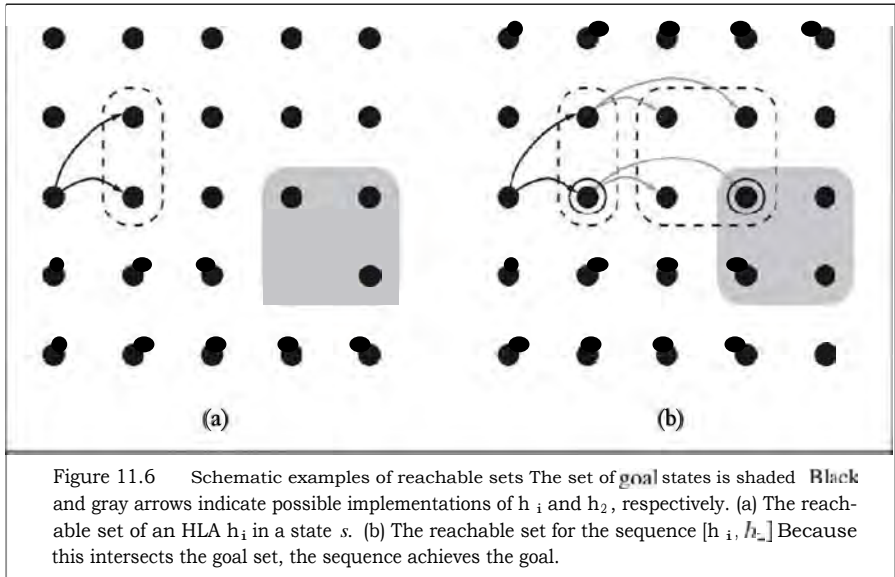 (a)
(b)
Figure 11.6 Schematic examples of reachable sets The set of goal states is shaded Black
and gray arrows indicate possible implementations of h i and h₂, respectively. (a) The reach-
able set of an HLA h i in a state s. (b) The reachable set for the sequence [h i, h_] Because
this intersects the goal set, the sequence achieves the goal.